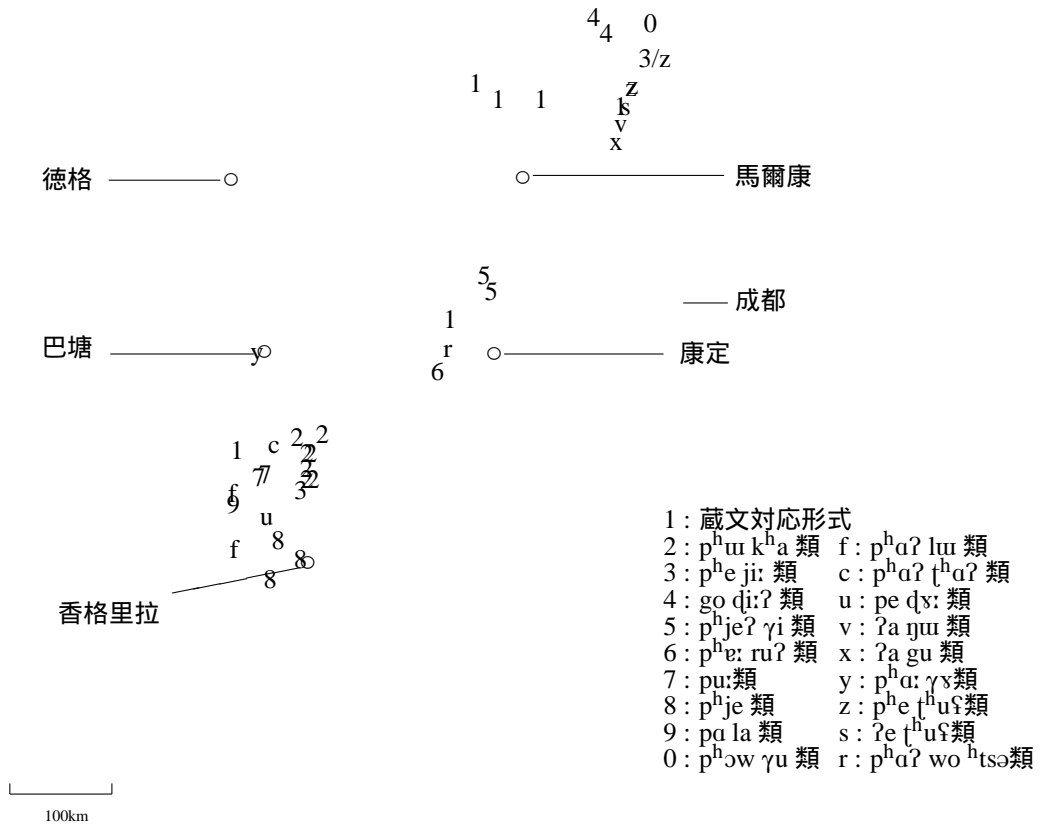 4
4
0
3/z
1
1
1
z
1
s
v
x
徳格
馬爾康
5
5
成都
1
巴塘
y
r
康定
6
2
2
1
c
2
2
7
7
2
2
2
3
f
9
u
f
8
8
8
香格里拉
1 : 蔵文対応形式
2 : pʰɯ kʰa 類 f : pʰɑʔ lɯ 類
3 : pʰe jiː 類 c : pʰɑʔ ʈʰɑʔ 類
4 : go ɖiːʔ 類 u : pe ɖɤː 類
5 : pʰjeʔ γi 類 v : ʔa ŋɯ 類
6 : pʰɐː ruʔ 類 x : ʔa gu 類
7 : puː類 y : pʰɑː γɤ類
8 : pʰje 類 z : pʰe ʈʰuʕ類
9 : pɑ la 類 s : ʔe ʈʰuʕ類
0 : pʰɔw γu 類 r : pʰɑʔ wo ʰtsə類
100km